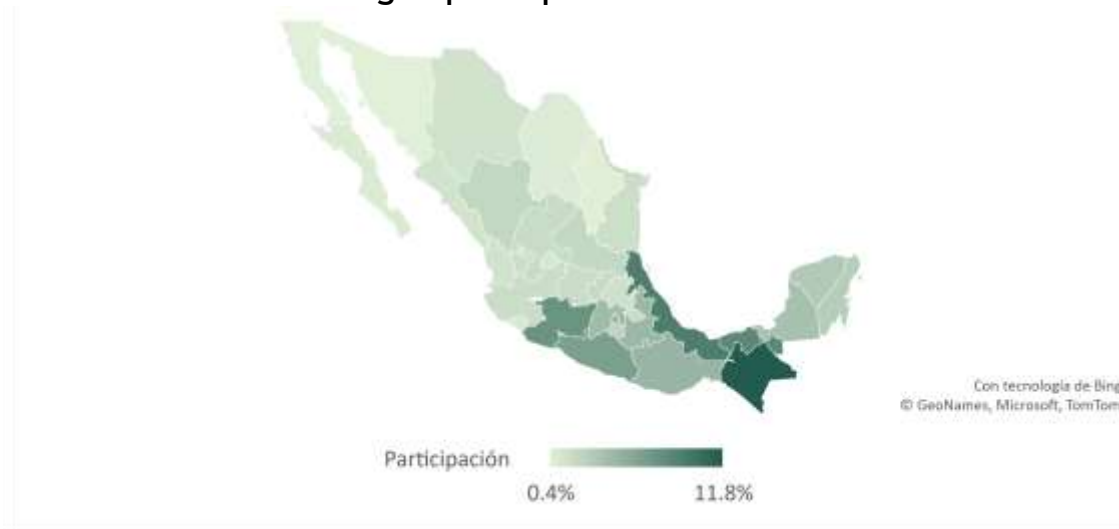 Con tecnología de Bing
© GeoNames, Microsoft, TomTom
Participación
0.4%
11.8%